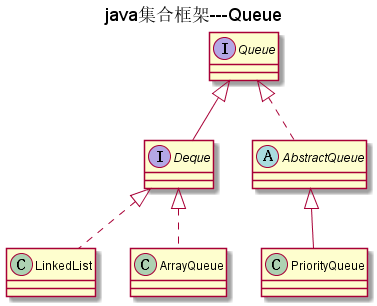 java集合框架---Queue
I Queue
I Deque
A AbstractQueue
C LinkedList
C ArrayQueue
C PriorityQueue